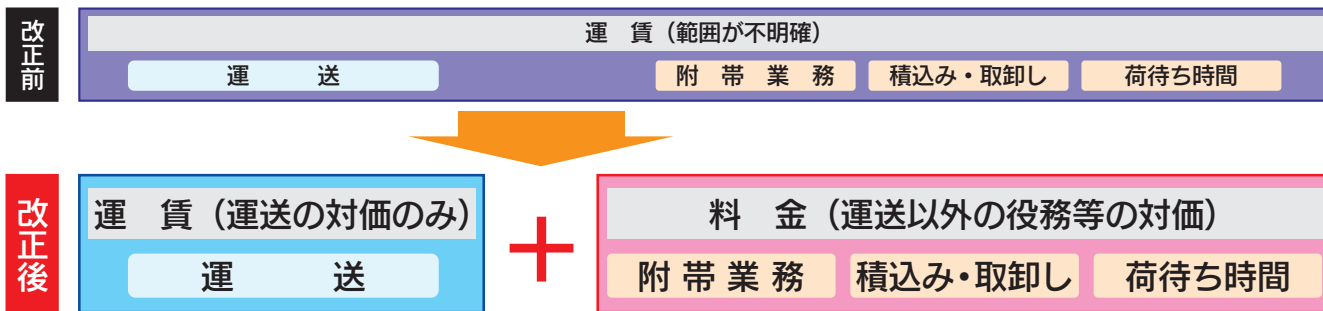 改正前
運 賃（範囲が不明確）
運 送 附帯業務 積込み・取卸し 荷待ち時間
改正後
運 賃（運送の対価のみ） + 料 金（運送以外の役務等の対価）
運 送 附帯業務 積込み・取卸し 荷待ち時間